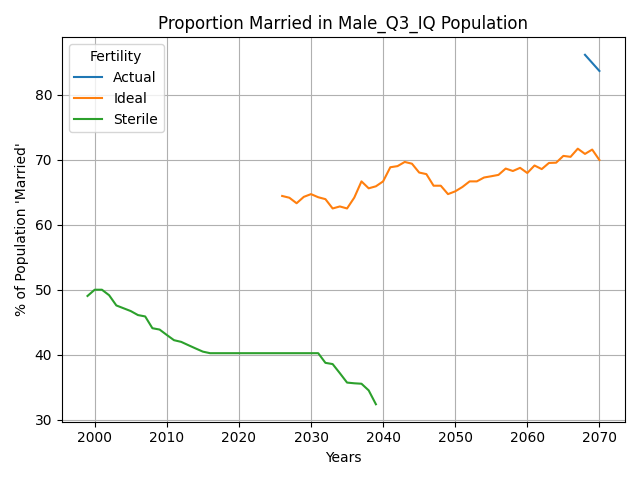 Proportion Married in Male_Q3_IQ Population
Fertility
Actual
Ideal
Sterile
% of Population 'Married'
80
70
60
50
40
30
2000 2010 2020 2030 2040 2050 2060 2070
Years